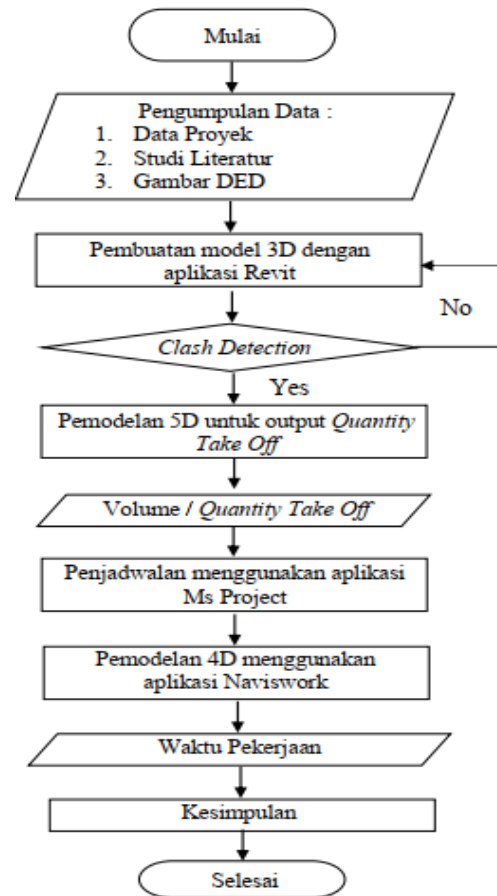 Mulai
Pengumpulan Data :
1. Data Proyek
2. Studi Literatur
3. Gambar DED
Pembuatan model 3D dengan
aplikasi Revit
No
Clash Detection
Yes
Pemodelan 5D untuk output Quantity
Take Off
Volume / Quantity Take Off
Penjadwalan menggunakan aplikasi
Ms Project
Pemodelan 4D menggunakan
aplikasi Naviswork
Waktu Pekerjaan
Kesimpulan
Selesai